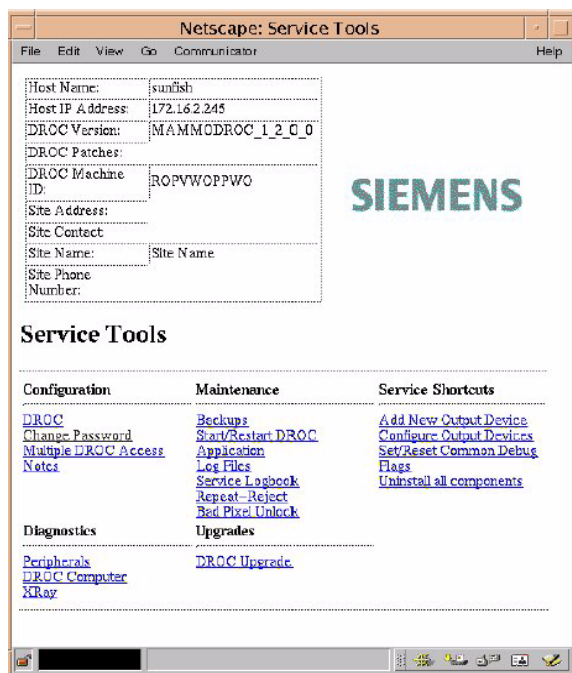 Netscape: Service Tools
File Edit View Go Communicator Help
Host Name: sunfish
Host IP Address: 172.16.2.245
DROC Version: MAMMODROC_1_2_0_0
DROC Patches:
DROC Machine
ID: ROPVWOPPWO
Site Address:
Site Contact
Site Name: Site Name
Site Phone
Number:
SIEMENS
Service Tools
Configuration
DROC
Change Password
Multiple DROC Access
Notes
Maintenance
Backups
Start/Restart DROC
Application
Log Files
Service Logbook
Repeat-Reject
Bad Pixel Unlock
Service Shortcuts
Add New Output Device
Configure Output Devices
Set/Reset Common Debug
Flags
Uninstall all components
Diagnostics
Peripherals
DROC Computer
XRay
Upgrades
DROC Upgrade